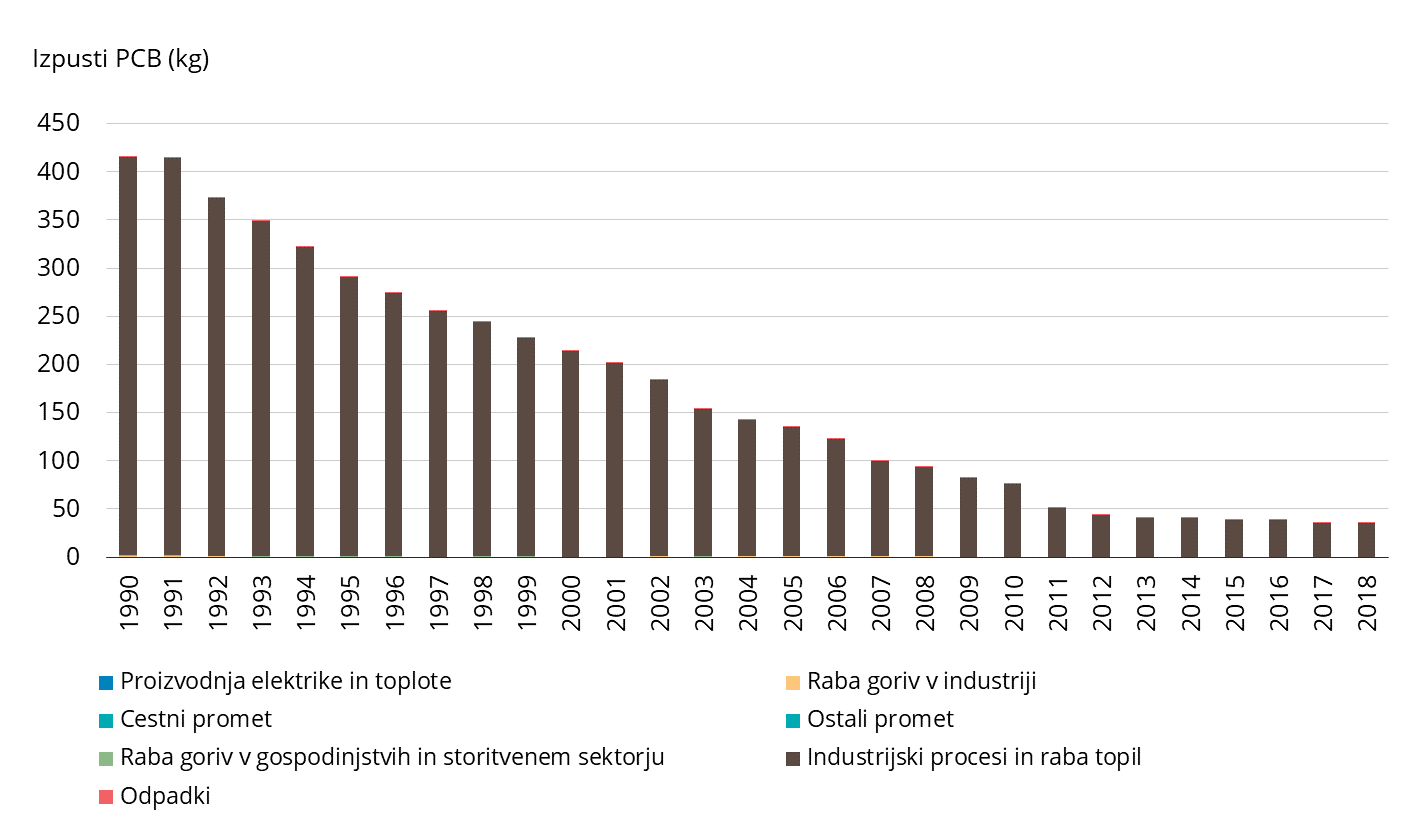 Izpusti PCB (kg)
450
400
350
300
250
200
150
100
50
0
1990 1991 1992 1993 1994 1995 1996 1997 1998 1999 2000 2001 2002 2003 2004 2005 2006 2007 2008 2009 2010 2011 2012 2013 2014 2015 2016 2017 2018
Proizvodnja elektrike in toplote Raba goriv v industriji
Cestni promet Ostali promet
Raba goriv v gospodinjstvih in storitvenem sektorju Industrijski procesi in raba topil
Odpadki